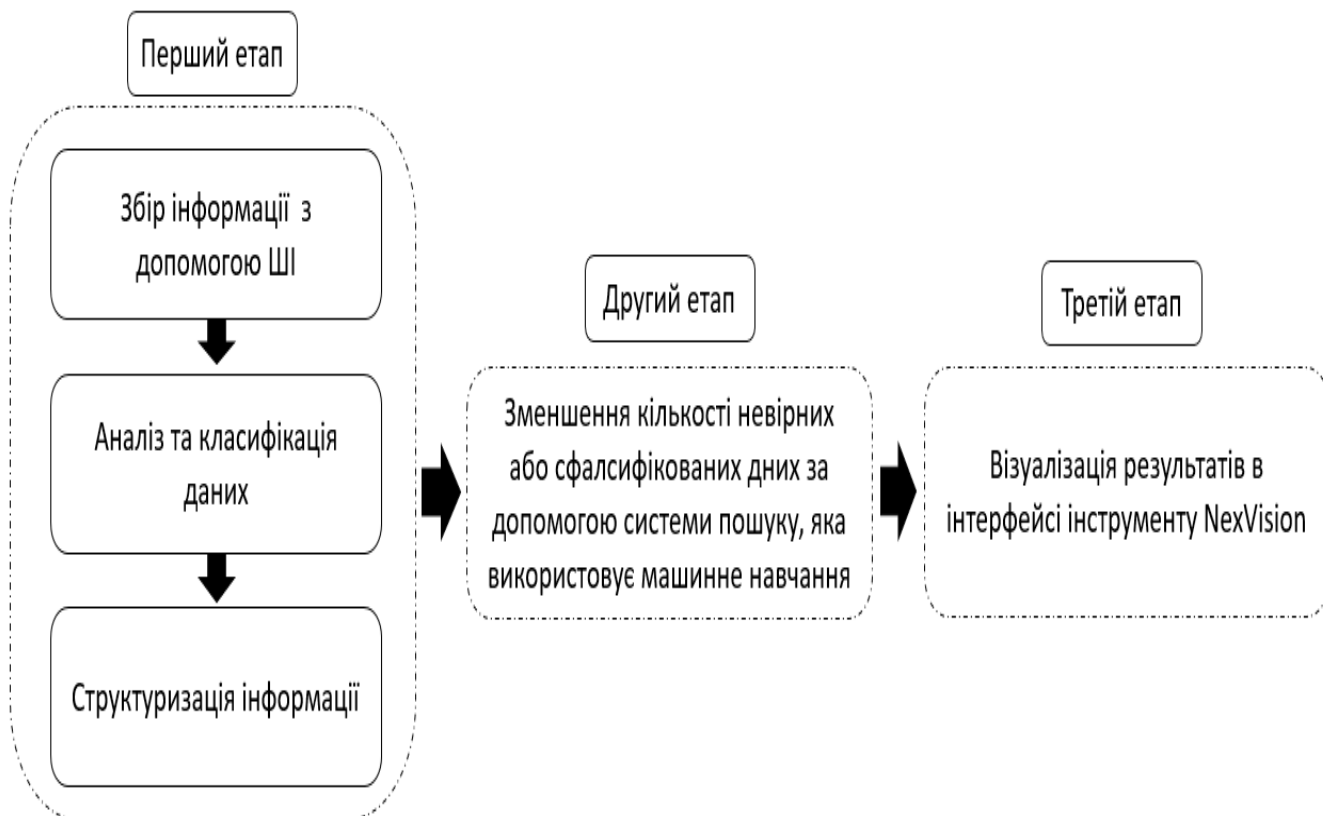 Перший етап
Збір інформації з
допомогою ШІ
Аналіз та класифікація
даних
Структуризація інформації
Другий етап
Зменшення кількості невірних
або сфалсифікованих дних за
допомогою системи пошуку, яка
використовує машинне навчання
Третій етап
Візуалізація результатів в
інтерфейсі інструменту NexVision